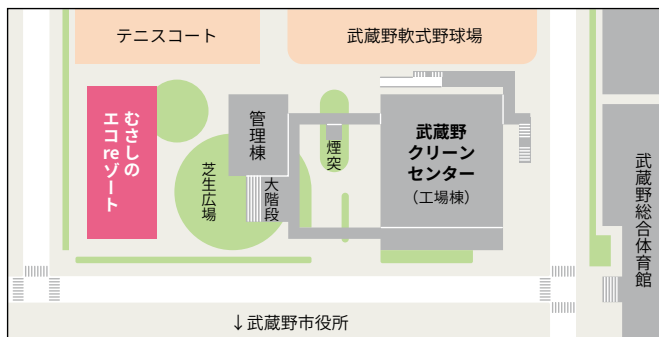 テニスコート
武蔵野軟式野球場
むさしの
エコreゾート
芝生広場
管理棟
大階段
煙突
武蔵野
クリーン
センター
（工場棟）
武蔵野総合体育館
↓武蔵野市役所